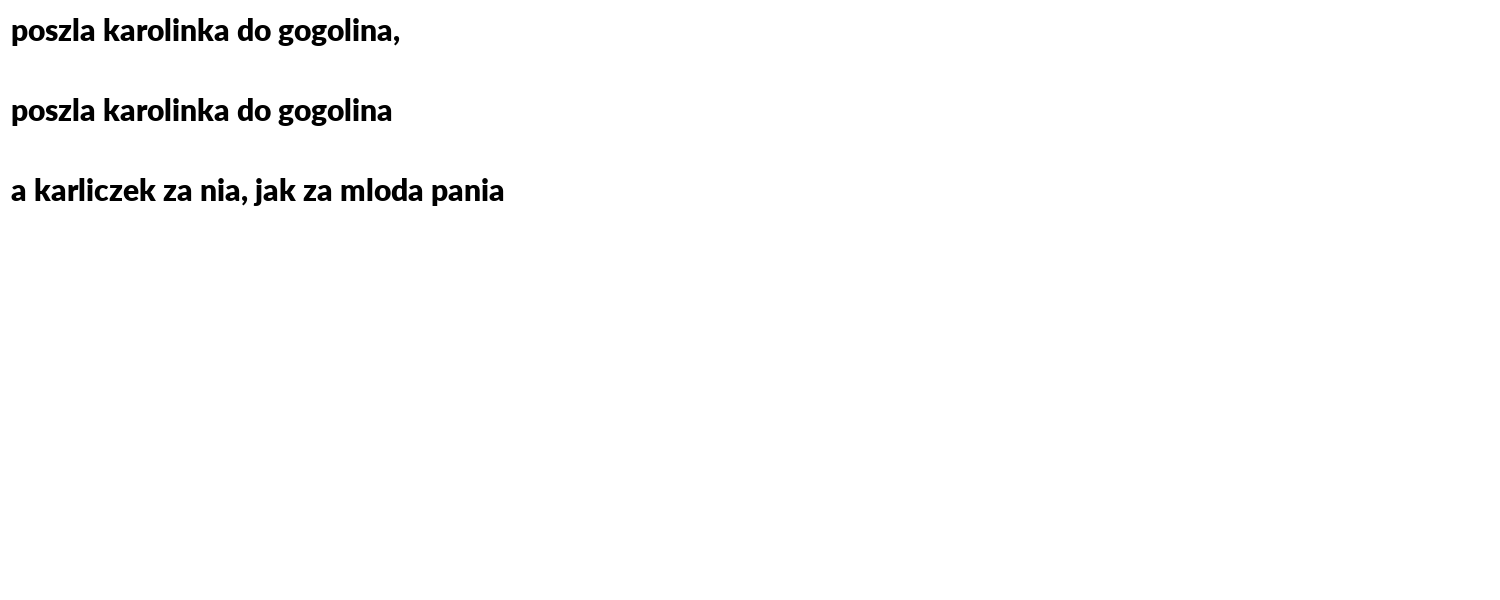 poszla karolinka do gogolina,
poszla karolinka do gogolina
a karliczek za nia, jak za mloda pania